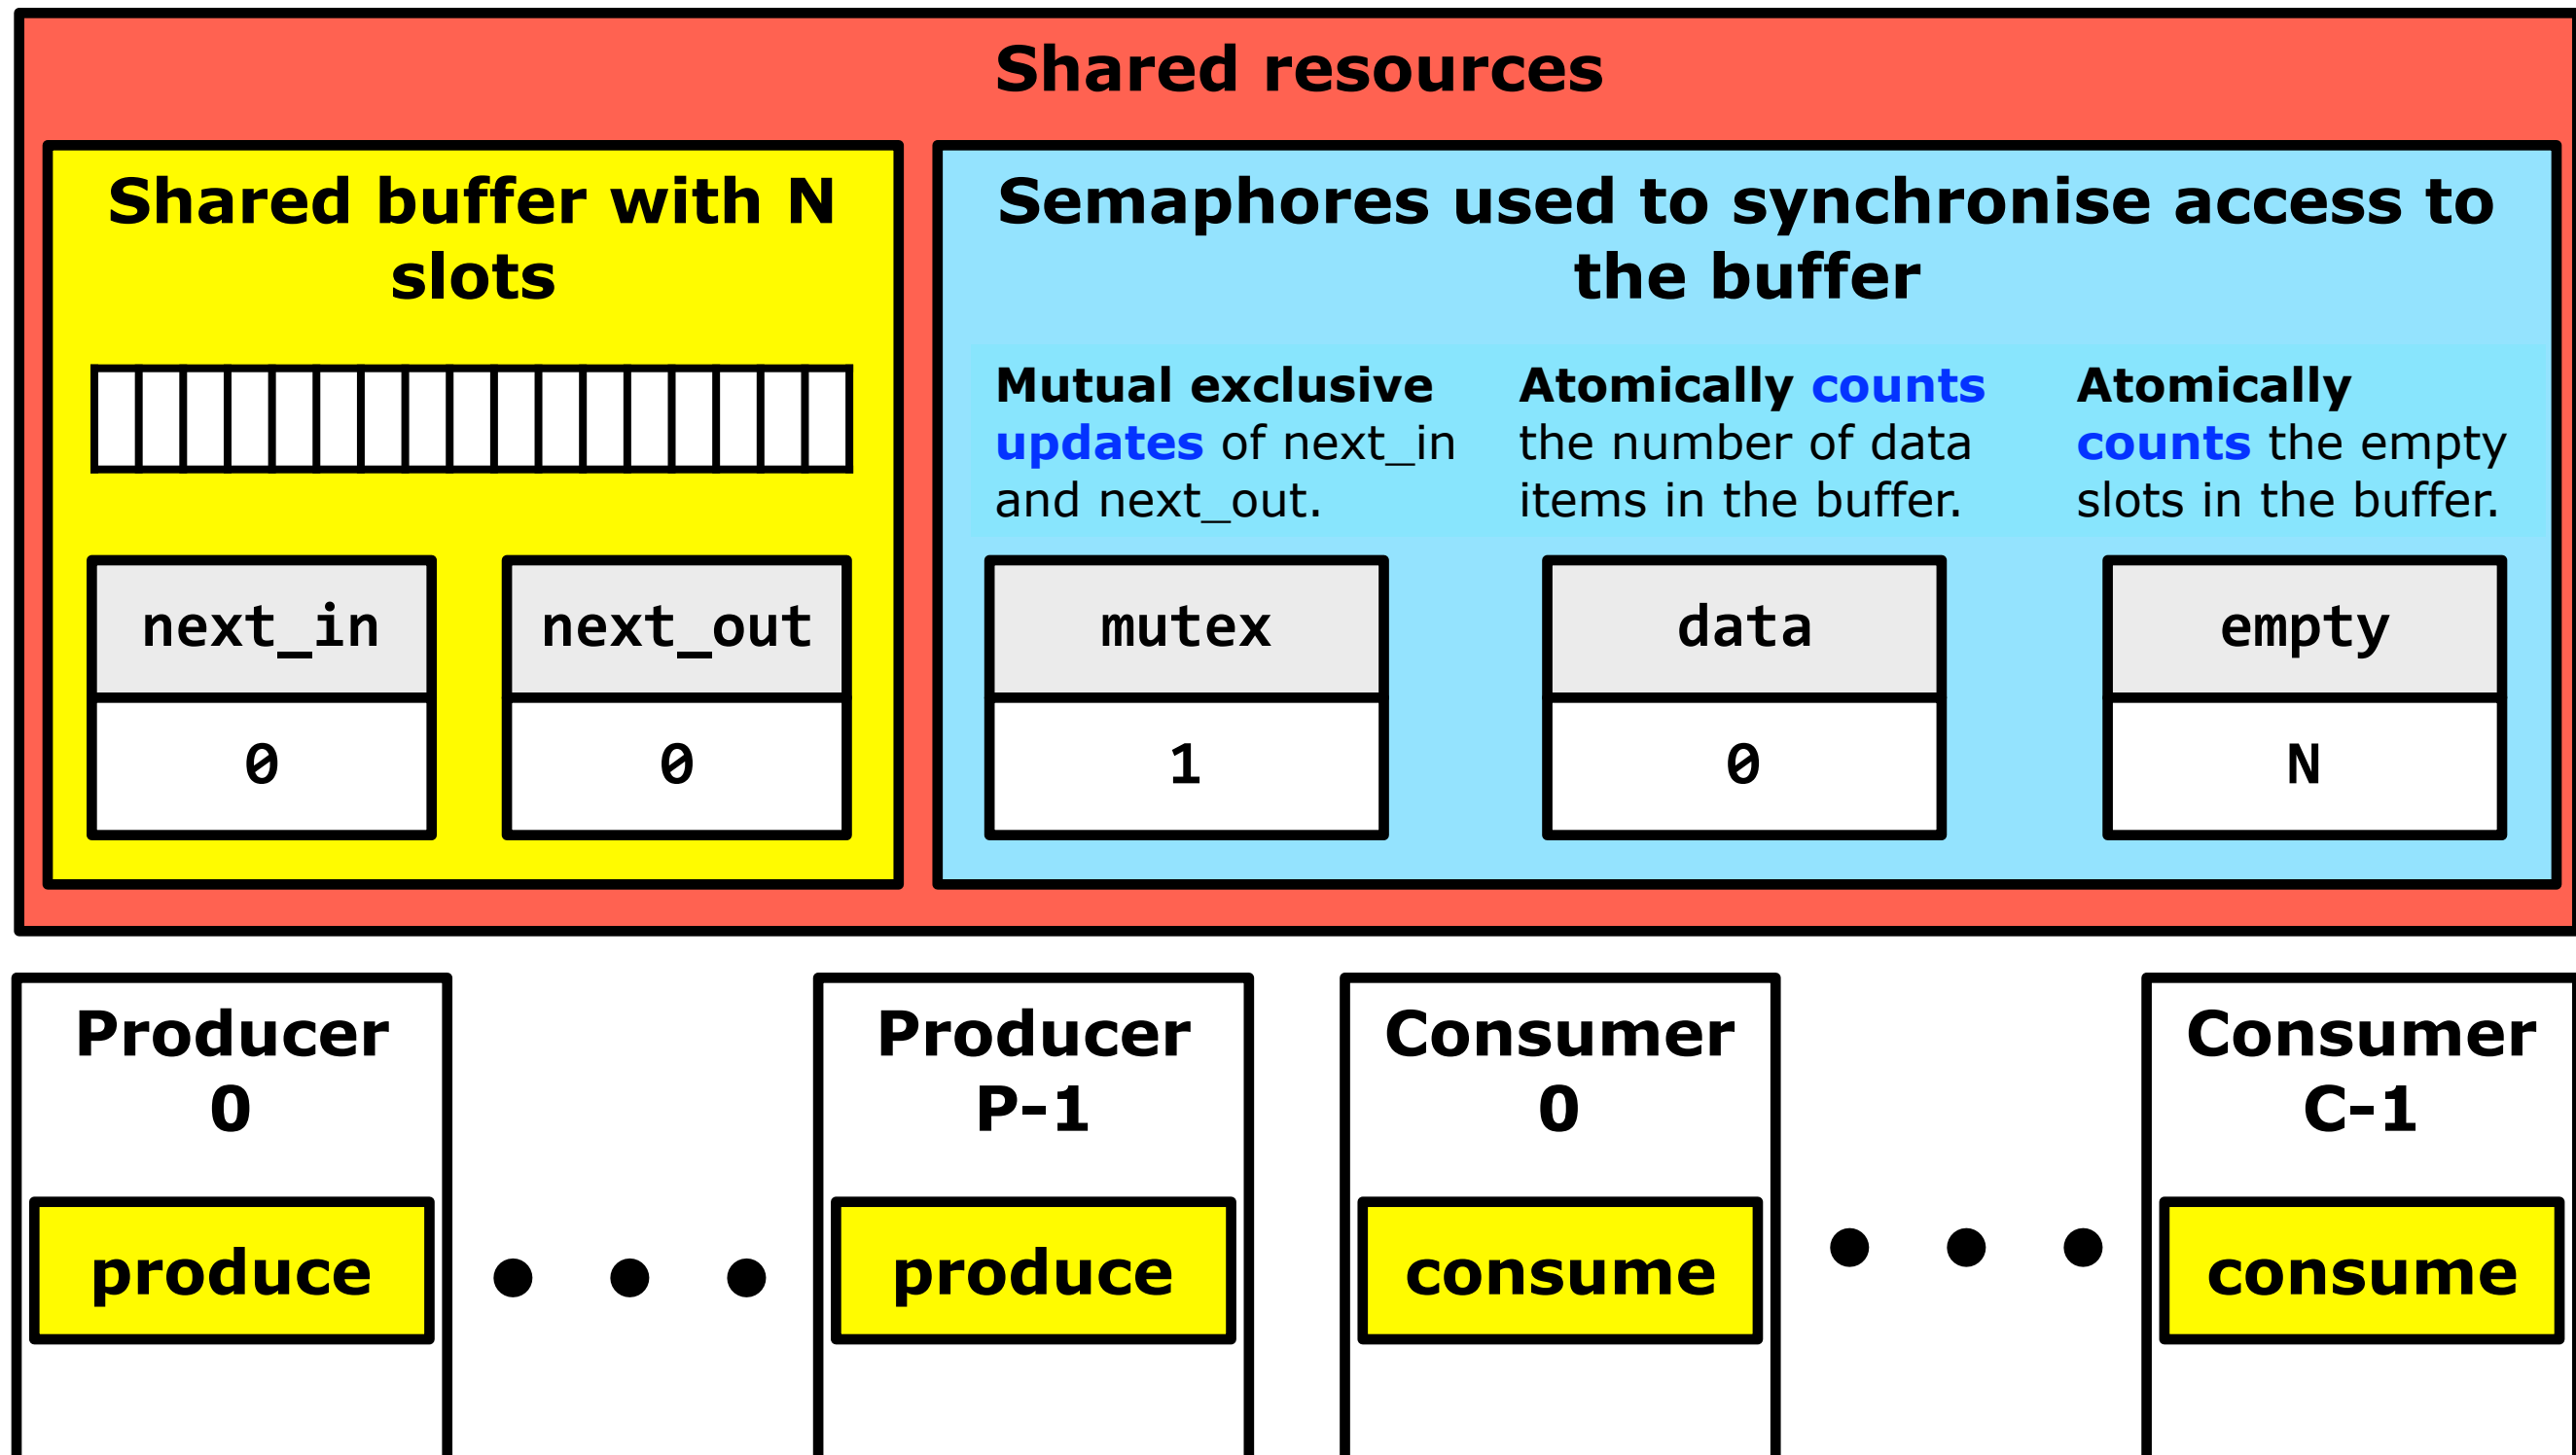 Shared resources
Shared buffer with N
slots
Semaphores used to synchronise access to
the buffer
Mutual exclusive
updates of next_in
and next_out.
Atomically counts
the number of data
items in the buffer.
Atomically
counts the empty
slots in the buffer.
next_in
0
next_out
0
mutex
1
data
0
empty
N
Producer
0
produce
Producer
P-1
produce
Consumer
0
consume
Consumer
C-1
consume